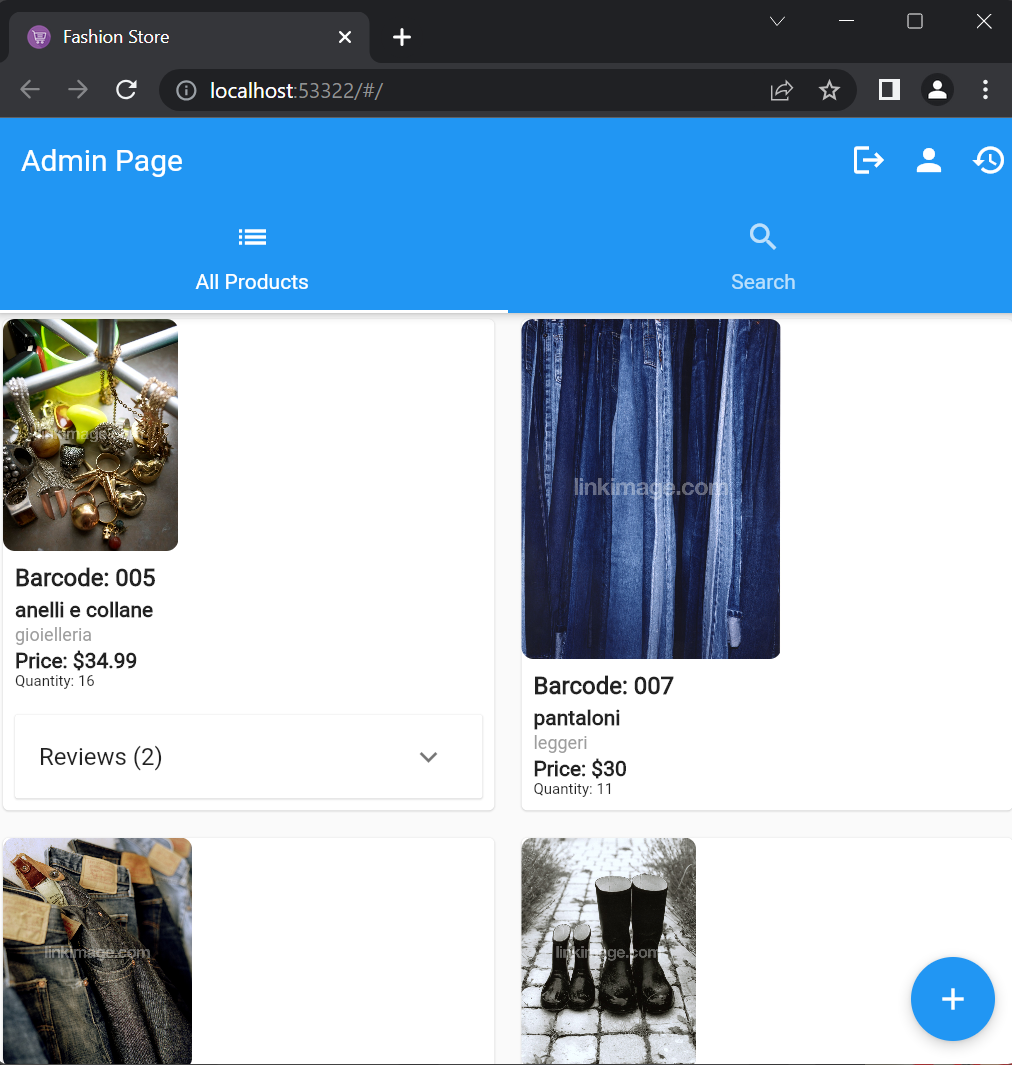 Fashion Store
localhost:53322/#/
Admin Page
All Products
Search
linkimage.com
Barcode: 005
anelli e collane
gioielleria
Price: $34.99
Quantity: 16
Reviews (2)
linkimage.com
Barcode: 007
pantaloni
leggeri
Price: $30
Quantity: 11
linkimage.com
linkimage.com